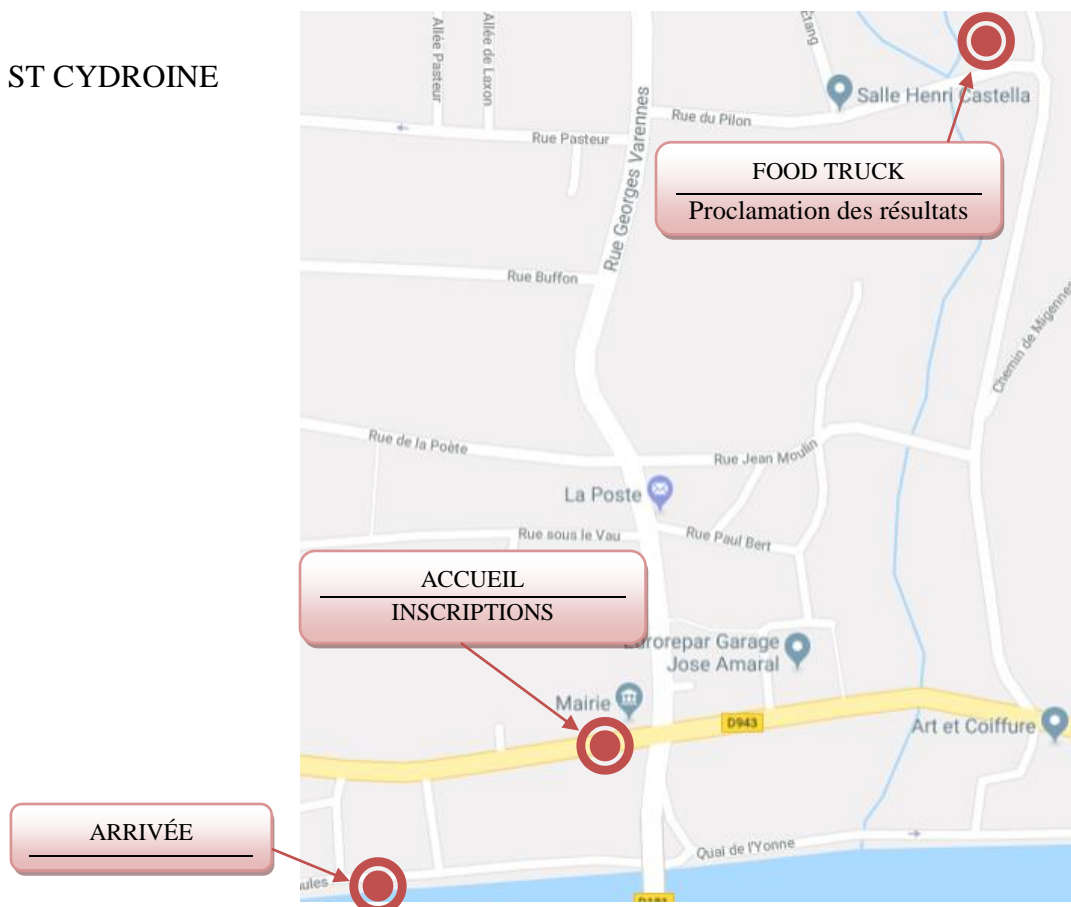 ST CYDROINE
Allée Pasteur
Allée de Laxon
Étang
Salle Henri Castella
Rue du Pilon
Rue Pasteur
Rue Georges Varennes
FOOD TRUCK
Proclamation des résultats
Rue Buffon
Chemin de Migennes
Rue de la Poète
Rue Jean Moulin
La Poste
Rue sous le Vau
Rue Paul Bert
ACCUEIL
INSCRIPTIONS
Eurorepar Garage
Jose Amaral
Mairie
D943
Art et Coiffure
ARRIVÉE
Quai de l'Yonne